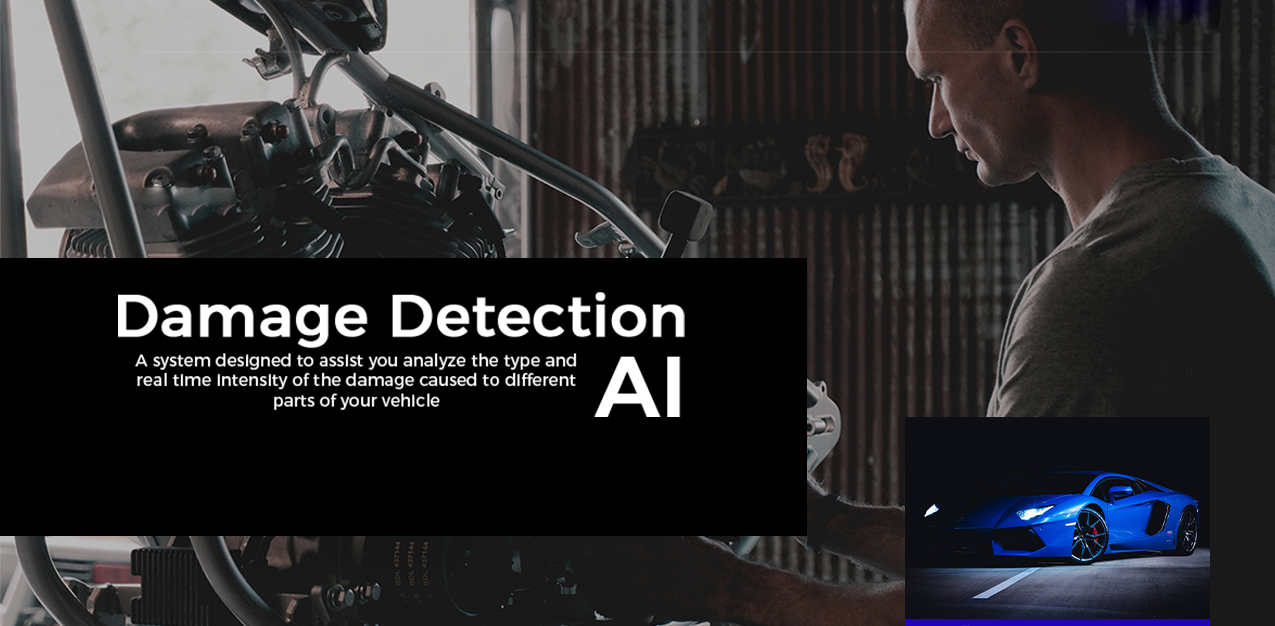 Damage Detection
A system designed to assist you analyze the type and
real time intensity of the damage caused to different
parts of your vehicle
AI